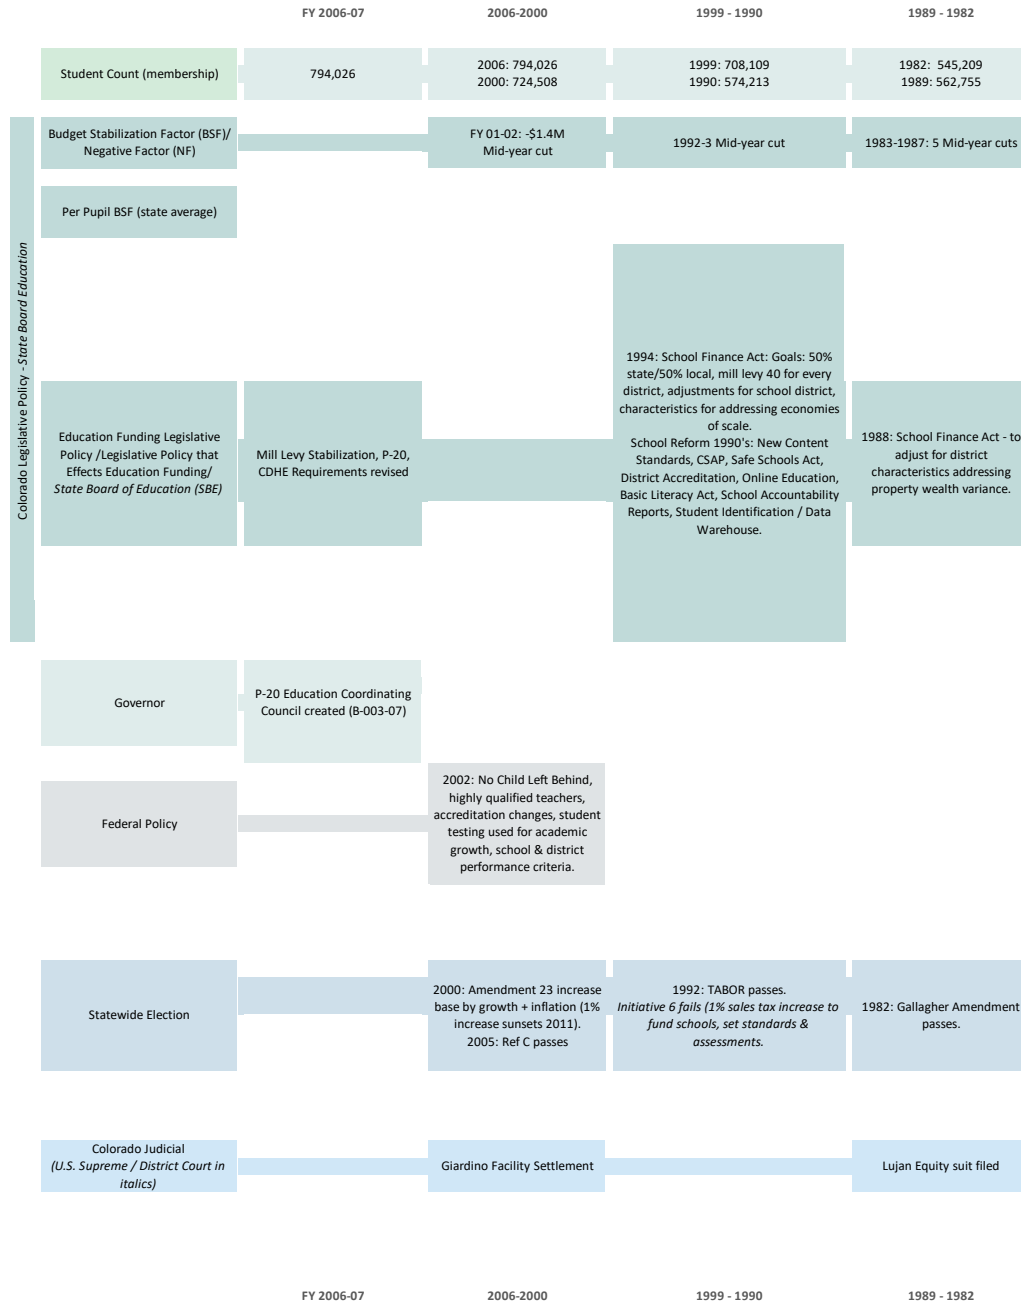 FY 2006-07
2006-2000
1999 - 1990
1989 - 1982
Student Count (membership)
794,026
2006: 794,026
2000: 724,508
1999: 708,109
1990: 574,213
1982:  545,209
1989: 562,755
Colorado Legislative Policy - State Board Education
Budget Stabilization Factor (BSF)/
Negative Factor (NF)
FY 01-02: -$1.4M
Mid-year cut
1992-3 Mid-year cut
1983-1987: 5 Mid-year cuts
Per Pupil BSF (state average)
Education Funding Legislative
Policy /Legislative Policy that
Effects Education Funding/
State Board of Education (SBE)
Mill Levy Stabilization, P-20,
CDHE Requirements revised
1994: School Finance Act: Goals: 50%
state/50% local, mill levy 40 for every
district, adjustments for school district,
characteristics for addressing economies
of scale.
School Reform 1990's: New Content
Standards, CSAP, Safe Schools Act,
District Accreditation, Online Education,
Basic Literacy Act, School Accountability
Reports, Student Identification / Data
Warehouse.
1988: School Finance Act - to
adjust for district
characteristics addressing
property wealth variance.
Governor
P-20 Education Coordinating
Council created (B-003-07)
Federal Policy
2002: No Child Left Behind,
highly qualified teachers,
accreditation changes, student
testing used for academic
growth, school & district
performance criteria.
Statewide Election
2000: Amendment 23 increase
base by growth + inflation (1%
increase sunsets 2011).
2005: Ref C passes
1992: TABOR passes.
Initiative 6 fails (1% sales tax increase to
fund schools, set standards &
assessments.
1982: Gallagher Amendment
passes.
Colorado Judicial
(U.S. Supreme / District Court in
italics)
Giardino Facility Settlement
Lujan Equity suit filed
FY 2006-07
2006-2000
1999 - 1990
1989 - 1982